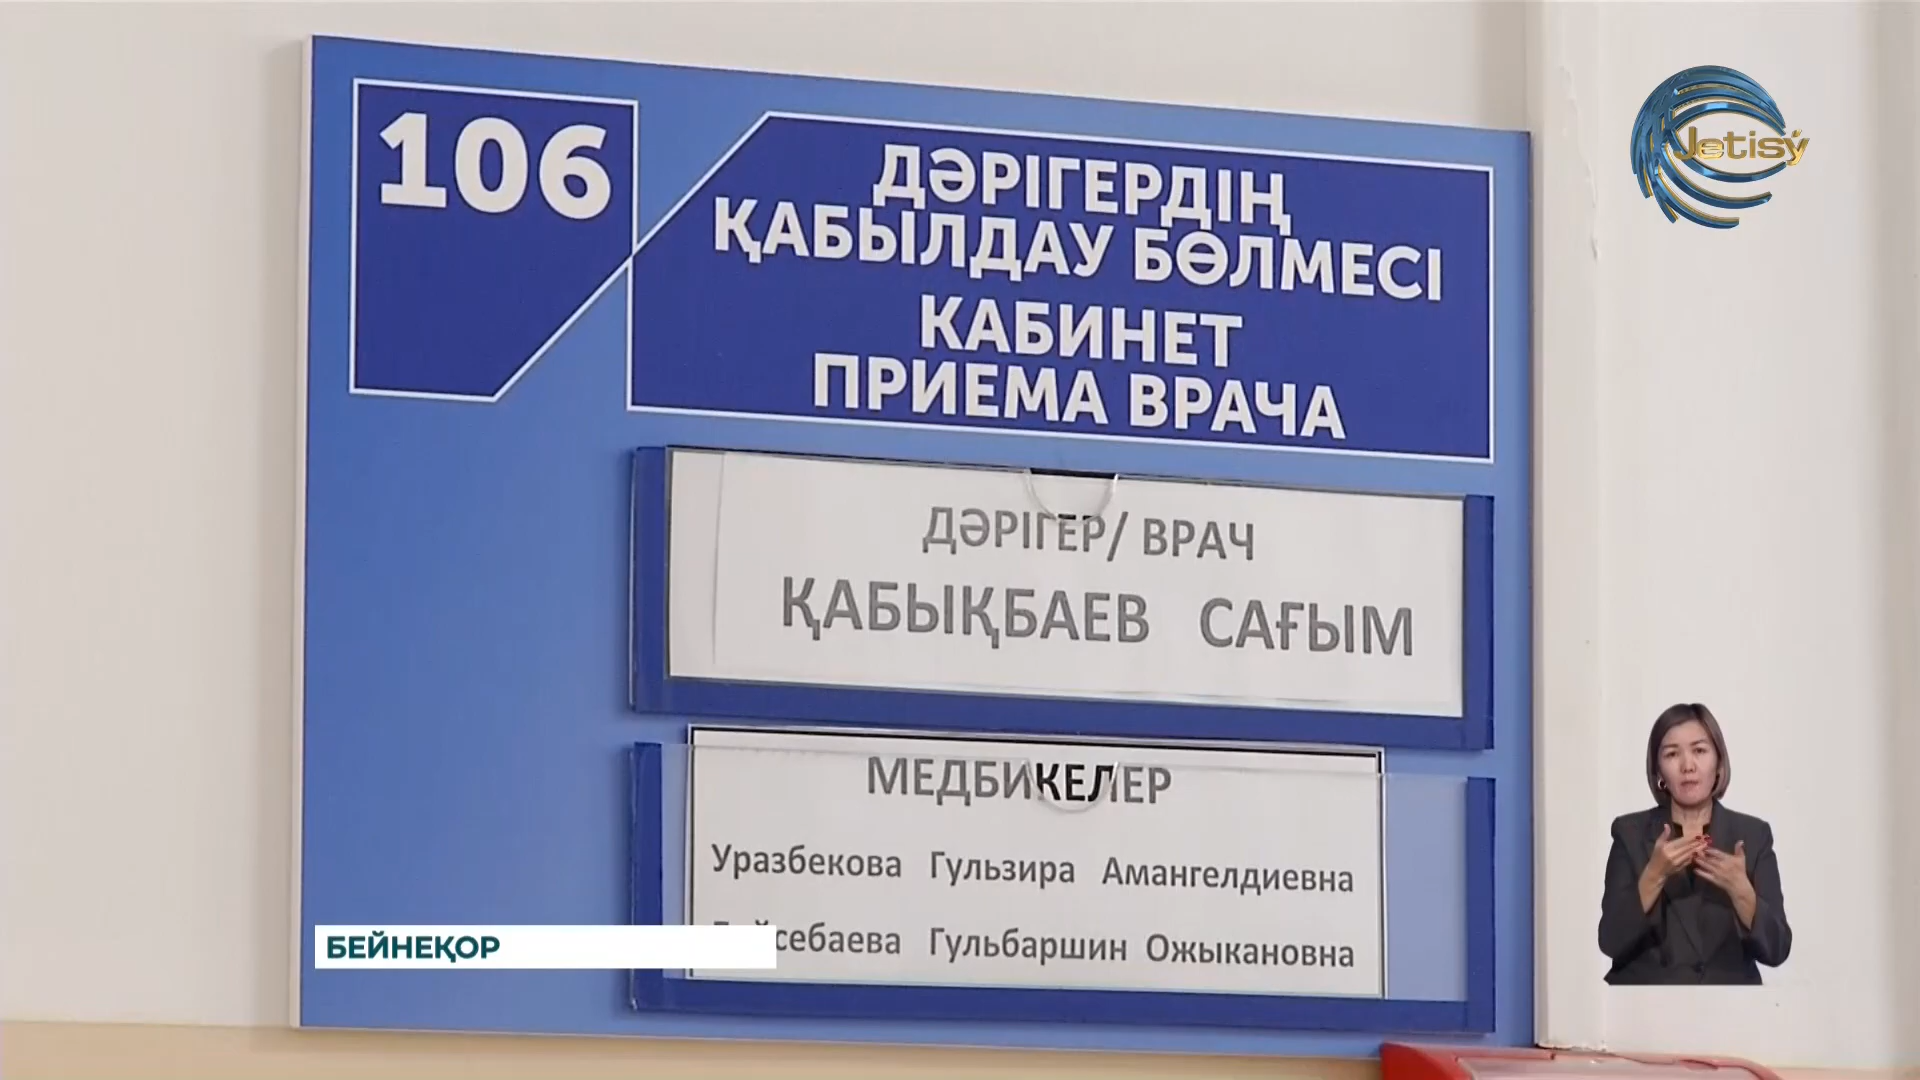 106
ДӘРІГЕРДІҢ
ҚАБЫЛДАУ БӨЛМЕСІ
КАБИНЕТ
ПРИЕМА ВРАЧА
ДӘРІГЕР/ ВРАЧ
ҚАБЫҚБАЕВ САҒЫМ
МЕДБИКЕЛЕР
Уразбекова Гульзира Амангелдиевна
Гульбаршин Ожыкановна
БЕЙНЕҚОР
Jetisý